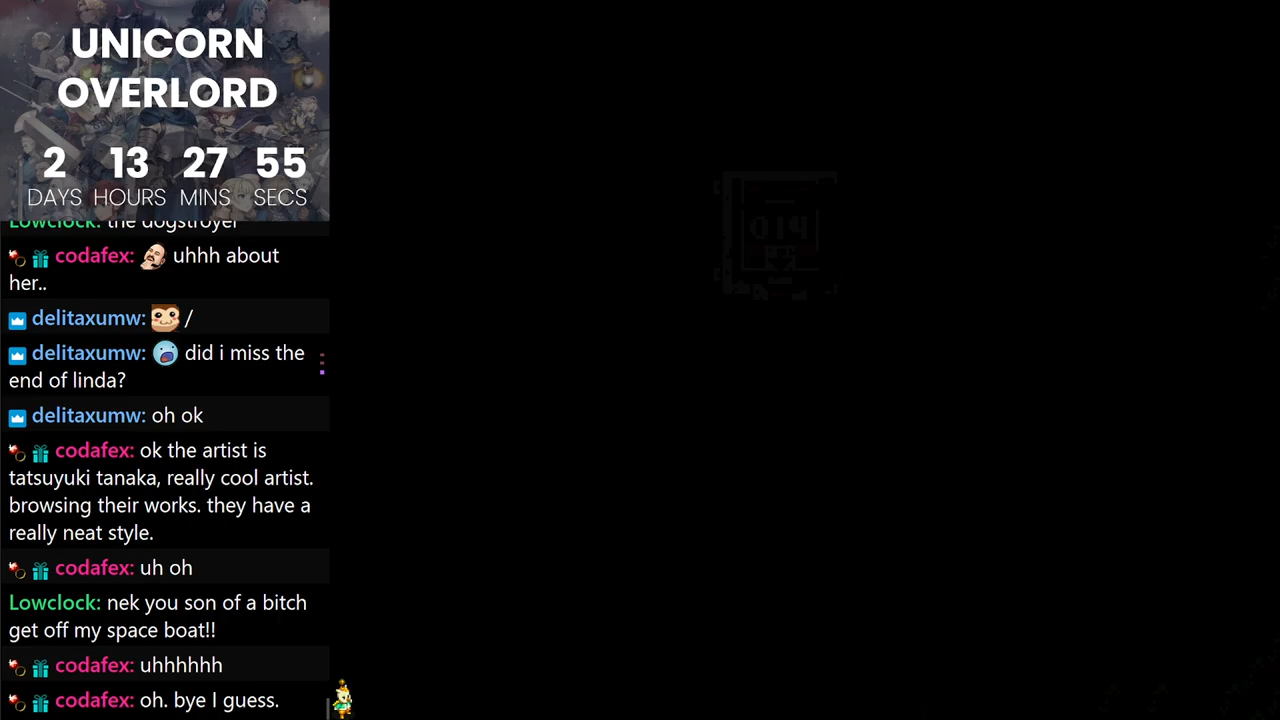 UNICORN
OVERLORD
2 13 27 55
DAYS HOURS MINS SECS
Lowclock: the dogstroyer
codafex: uhhh about
her..
delitaxumw: /
delitaxumw: did i miss the
end of linda?
delitaxumw: oh ok
codafex: ok the artist is
tatsuyuki tanaka, really cool artist.
browsing their works. they have a
really neat style.
codafex: uh oh
Lowclock: nek you son of a bitch
get off my space boat!!
codafex: uhhhhhh
codafex: oh. bye I guess.